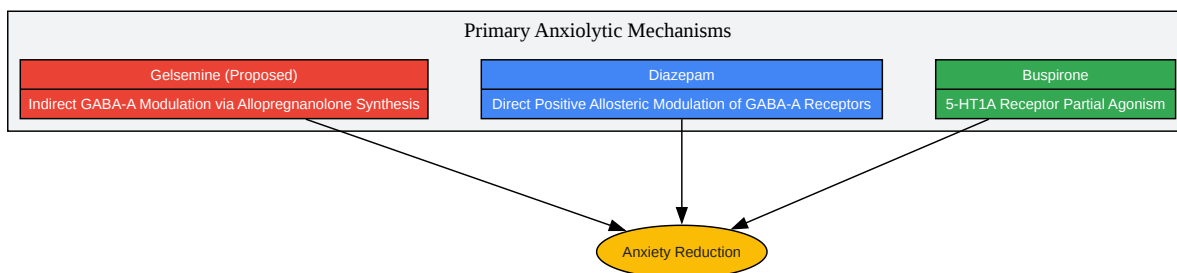 Primary Anxiolytic Mechanisms
Gelsemine (Proposed)
Indirect GABA-A Modulation via Allopregnanolone Synthesis
Diazepam
Direct Positive Allosteric Modulation of GABA-A Receptors
Buspirone
5-HT1A Receptor Partial Agonism
Anxiety Reduction